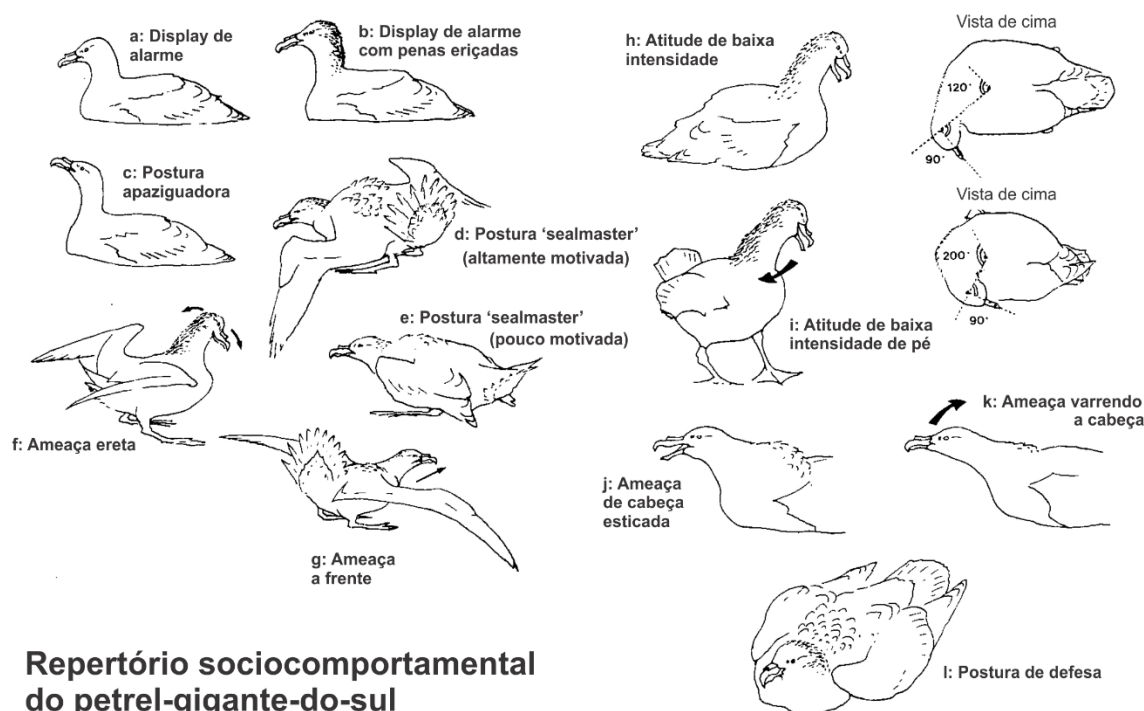 a: Display de
alarme
b: Display de alarme
com penas eriçadas
c: Postura
apaziguadora
d: Postura ‘sealmaster’
(altamente motivada)
e: Postura ‘sealmaster’
(pouco motivada)
f: Ameaça ereta
g: Ameaça
a frente
h: Atitude de baixa
intensidade
Vista de cima
120°
90°
Vista de cima
200°
90°
i: Atitude de baixa
intensidade de pé
j: Ameaça
de cabeça
esticada
k: Ameaça varrendo
a cabeça
l: Postura de defesa
Repertório sociocomportamental
do petrel-gigante-do-sul